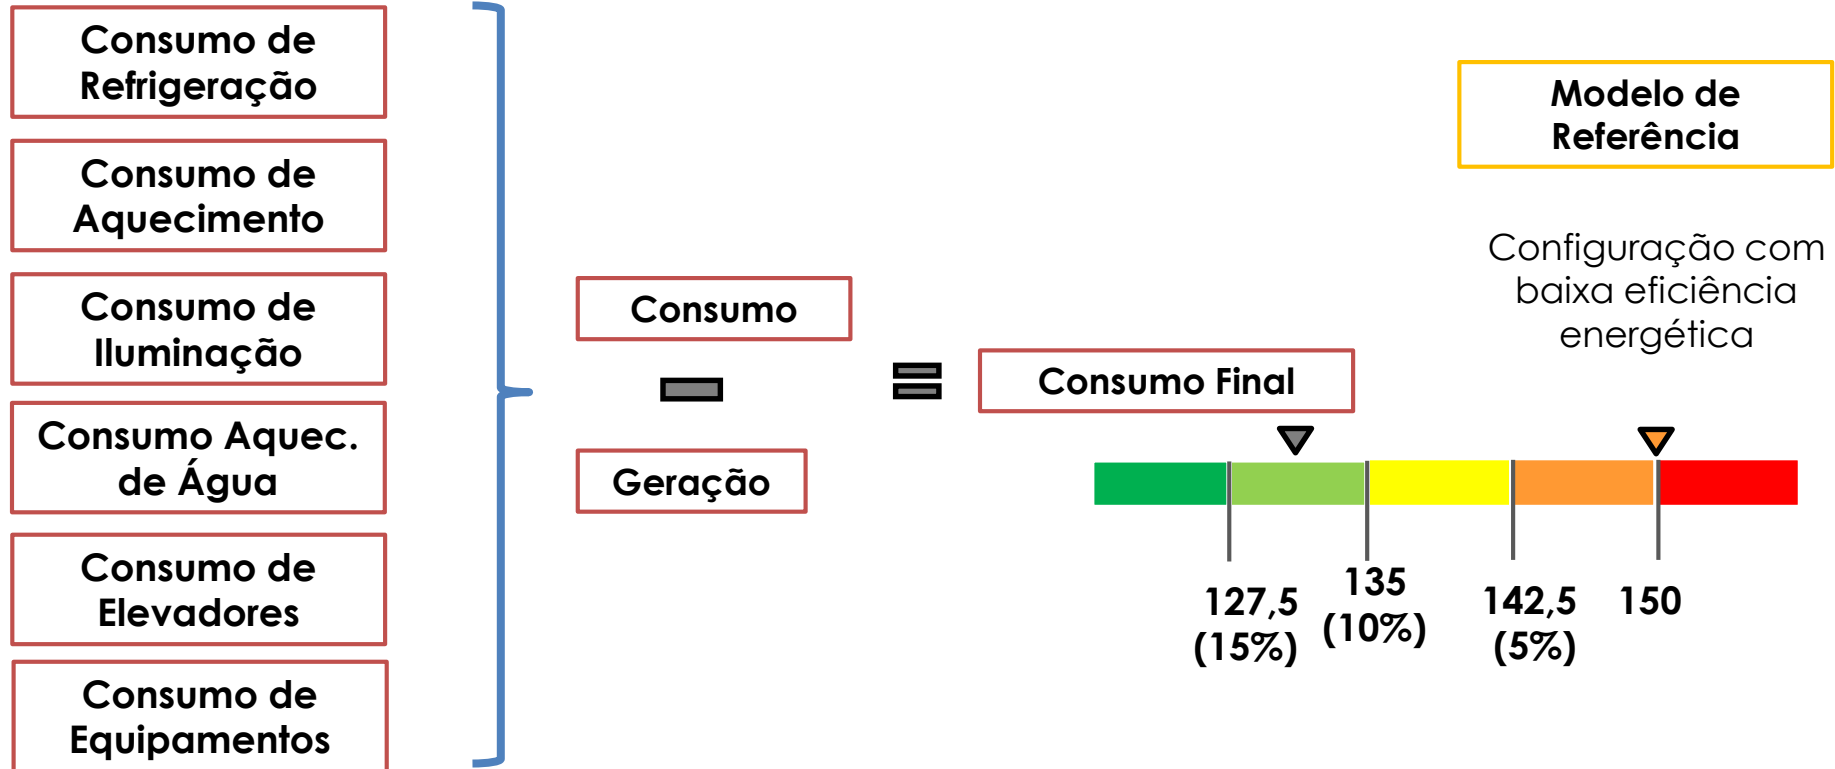 Consumo de
Refrigeração
Consumo de
Aquecimento
Consumo de
Iluminação
Consumo Aquec.
de Água
Consumo de
Elevadores
Consumo de
Equipamentos
Consumo
Geração
Consumo Final
Modelo de
Referência
Configuração com
baixa eficiência
energética
127,5
(15%)
135
(10%)
142,5
(5%)
150